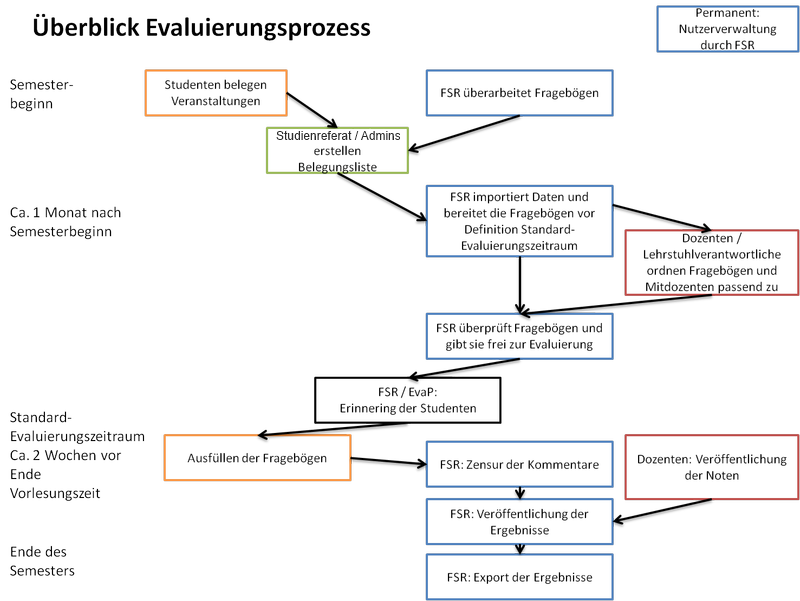 Überblick Evaluierungsprozess
Permanent:
Nutzerverwaltung
durch FSR
Semester-
beginn
Studenten belegen
Veranstaltungen
FSR überarbeitet Fragebögen
Studienreferat / Admins
erstellen
Belegungsliste
Ca. 1 Monat nach
Semesterbeginn
FSR importiert Daten und
bereitet die Fragebögen vor
Definition Standard-
Evaluierungszeitraum
Dozenten /
Lehrstuhlverantwortliche
ordnen Fragebögen und
Mitdozenten passend zu
FSR überprüft Fragebögen und
gibt sie frei zur Evaluierung
FSR / EvaP:
Erinnering der Studenten
Standard-
Evaluierungszeitraum
Ca. 2 Wochen vor
Ende
Vorlesungszeit
Ausfüllen der Fragebögen
FSR: Zensur der Kommentare
Dozenten: Veröffentlichung
der Noten
FSR: Veröffentlichung der
Ergebnisse
Ende des
Semesters
FSR: Export der Ergebnisse